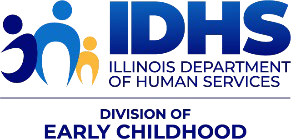 IDHS
ILLINOIS DEPARTMENT
OF HUMAN SERVICES
DIVISION OF
EARLY CHILDHOOD